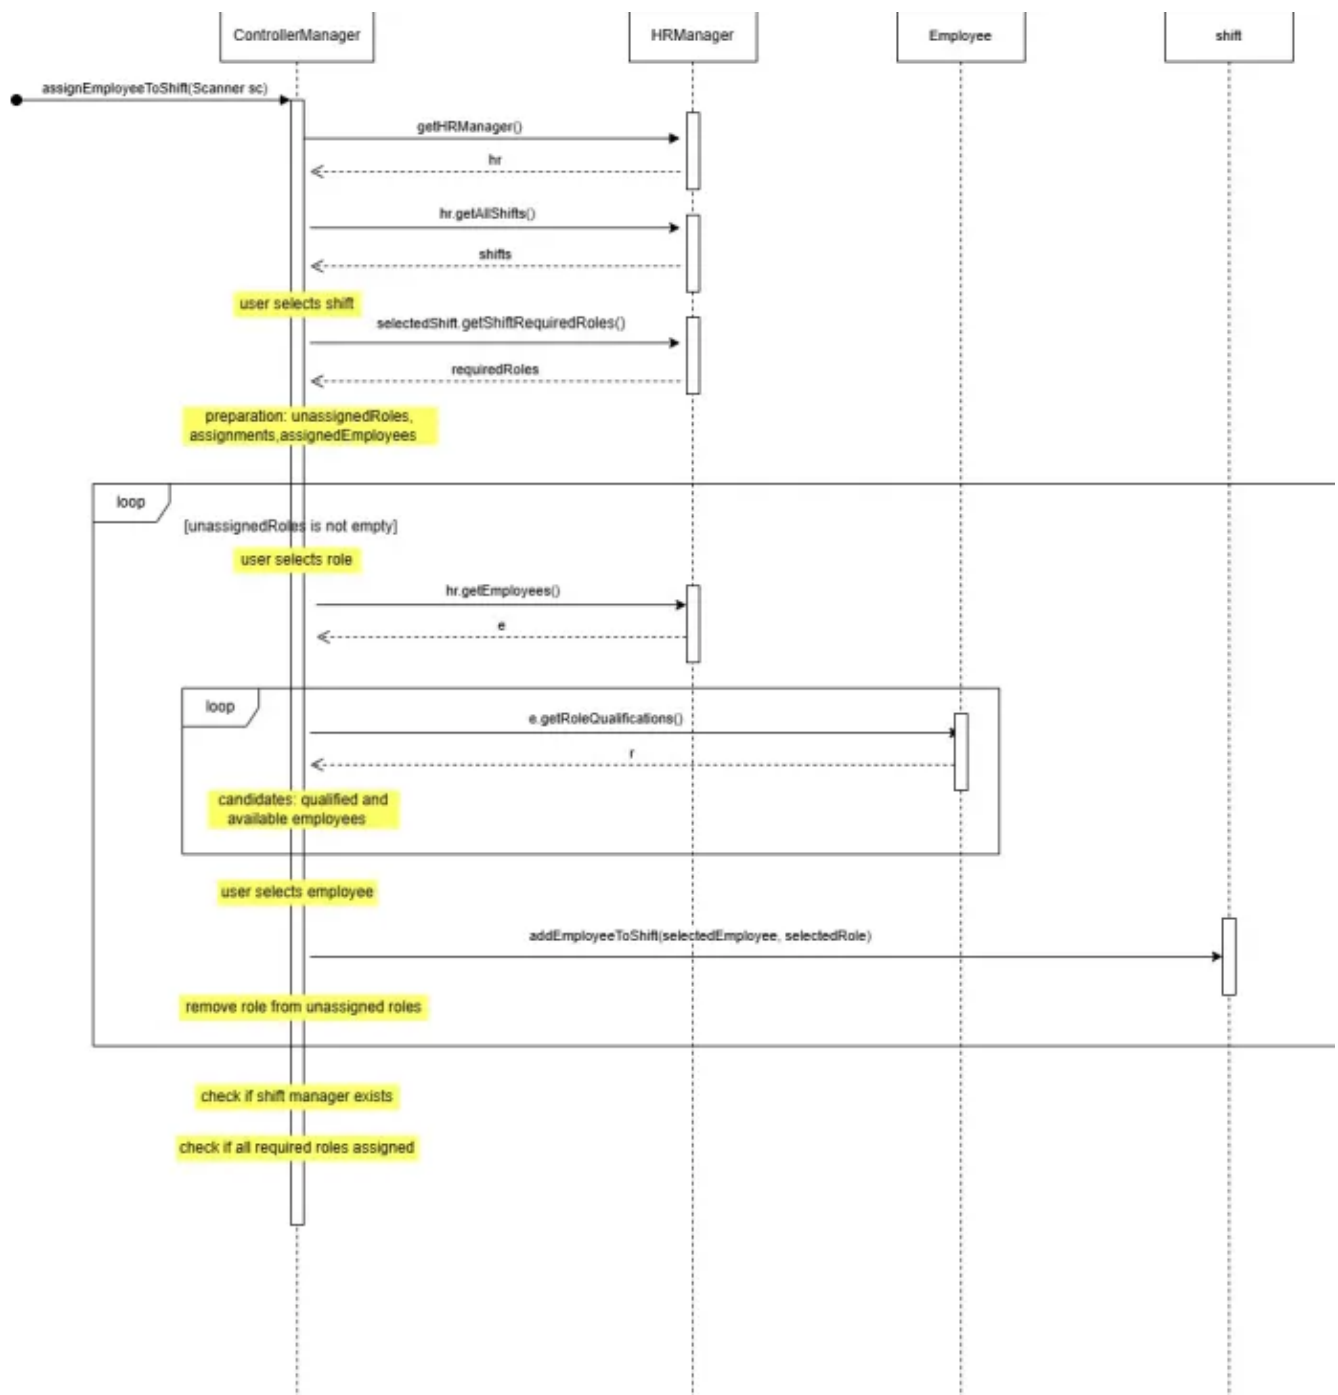 ControllerManager
HRManager
Employee
shift
assignEmployeeToShift(Scanner sc)
getHRManager()
hr
hr.getAllShifts()
shifts
user selects shift
selectedShift.getShiftRequiredRoles()
requiredRoles
preparation: unassignedRoles,
assignments,assignedEmployees
loop
[unassignedRoles is not empty]
user selects role
hr.getEmployees()
e
loop
e.getRoleQualifications()
r
candidates: qualified and
available employees
user selects employee
addEmployeeToShift(selectedEmployee, selectedRole)
remove role from unassigned roles
check if shift manager exists
check if all required roles assigned